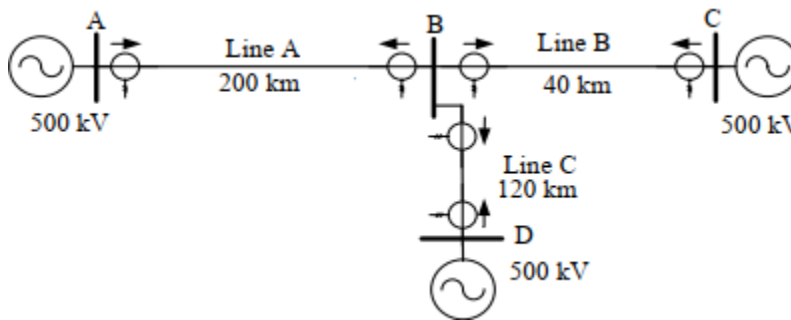 A
B
C
Line A
Line B
200 km
40 km
500 kV
500 kV
Line C
120 km
D
500 kV